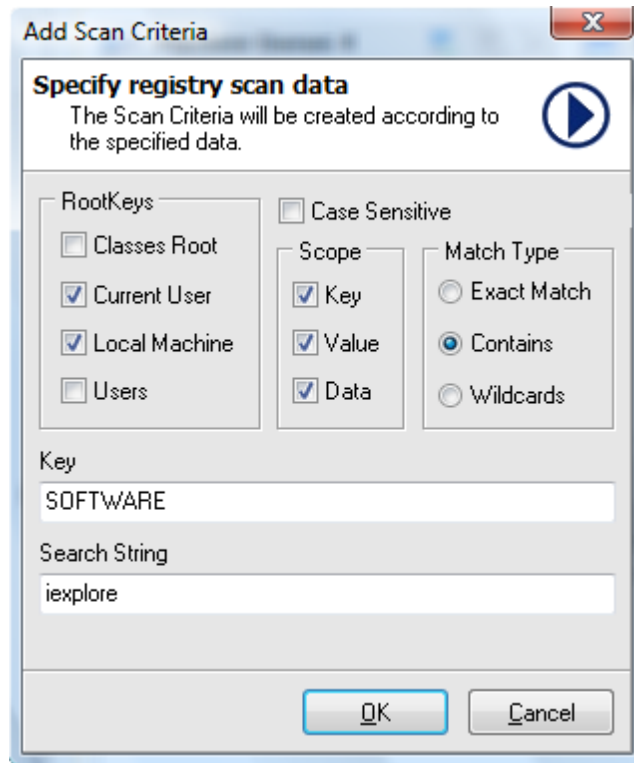 Add Scan Criteria
Specify registry scan data
The Scan Criteria will be created according to
the specified data.
RootKeys
Classes Root
Current User
Local Machine
Users
Case Sensitive
Scope
Key
Value
Data
Match Type
Exact Match
Contains
Wildcards
Key
SOFTWARE
Search String
iexplore
OK
Cancel